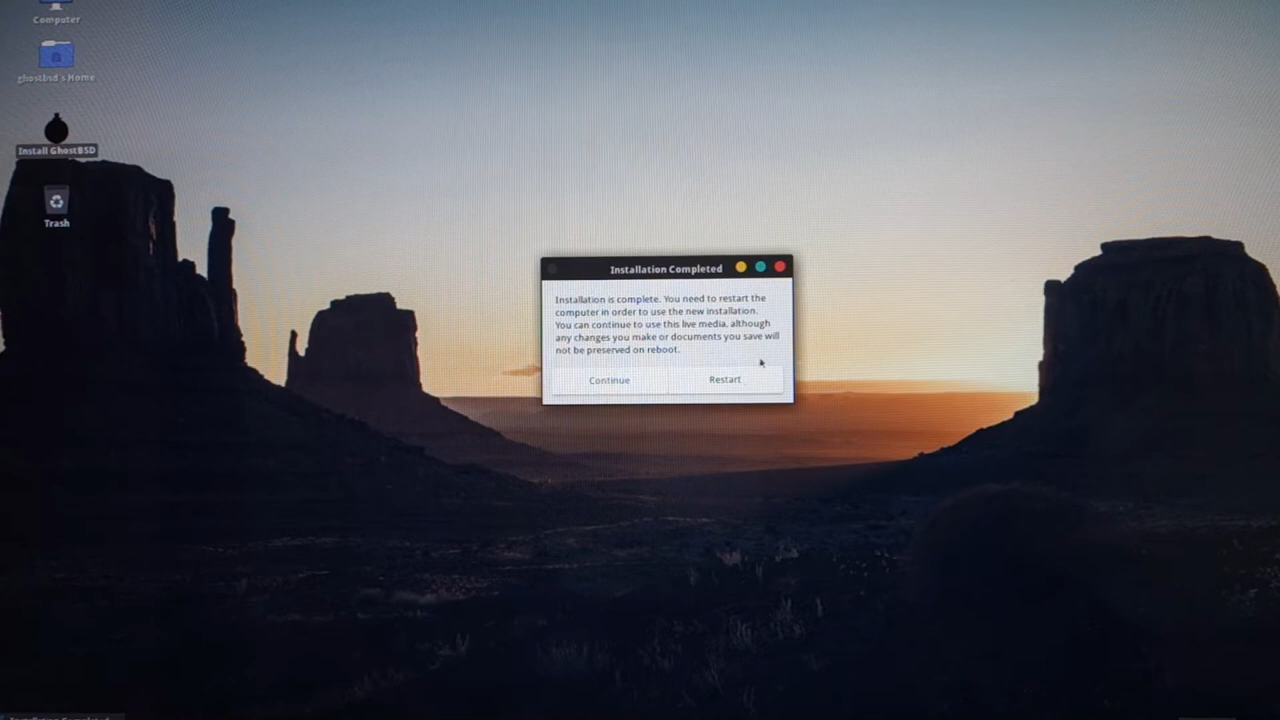 Computer
ghostbsd's Home
Install GhostBSD
Trash
Installation Completed
Installation is complete. You need to restart the
computer in order to use the new installation.
You can continue to use this live media, although
any changes you make or documents you save will
not be preserved on reboot.
Continue
Restart
Installation Completed